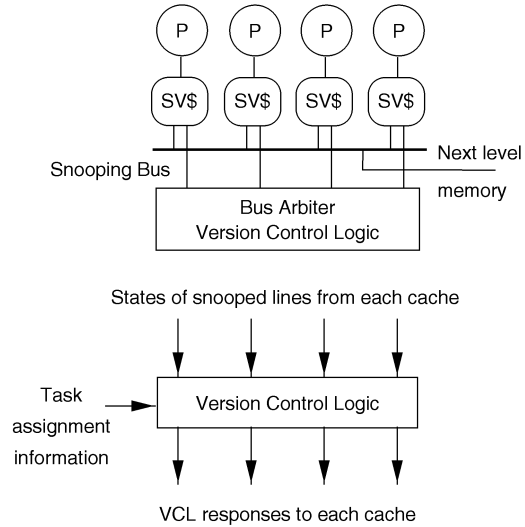 P P P P
SV$ SV$ SV$ SV$
Snooping Bus
Next level
memory
Bus Arbiter
Version Control Logic
States of snooped lines from each cache
Task
assignment
information
Version Control Logic
VCL responses to each cache